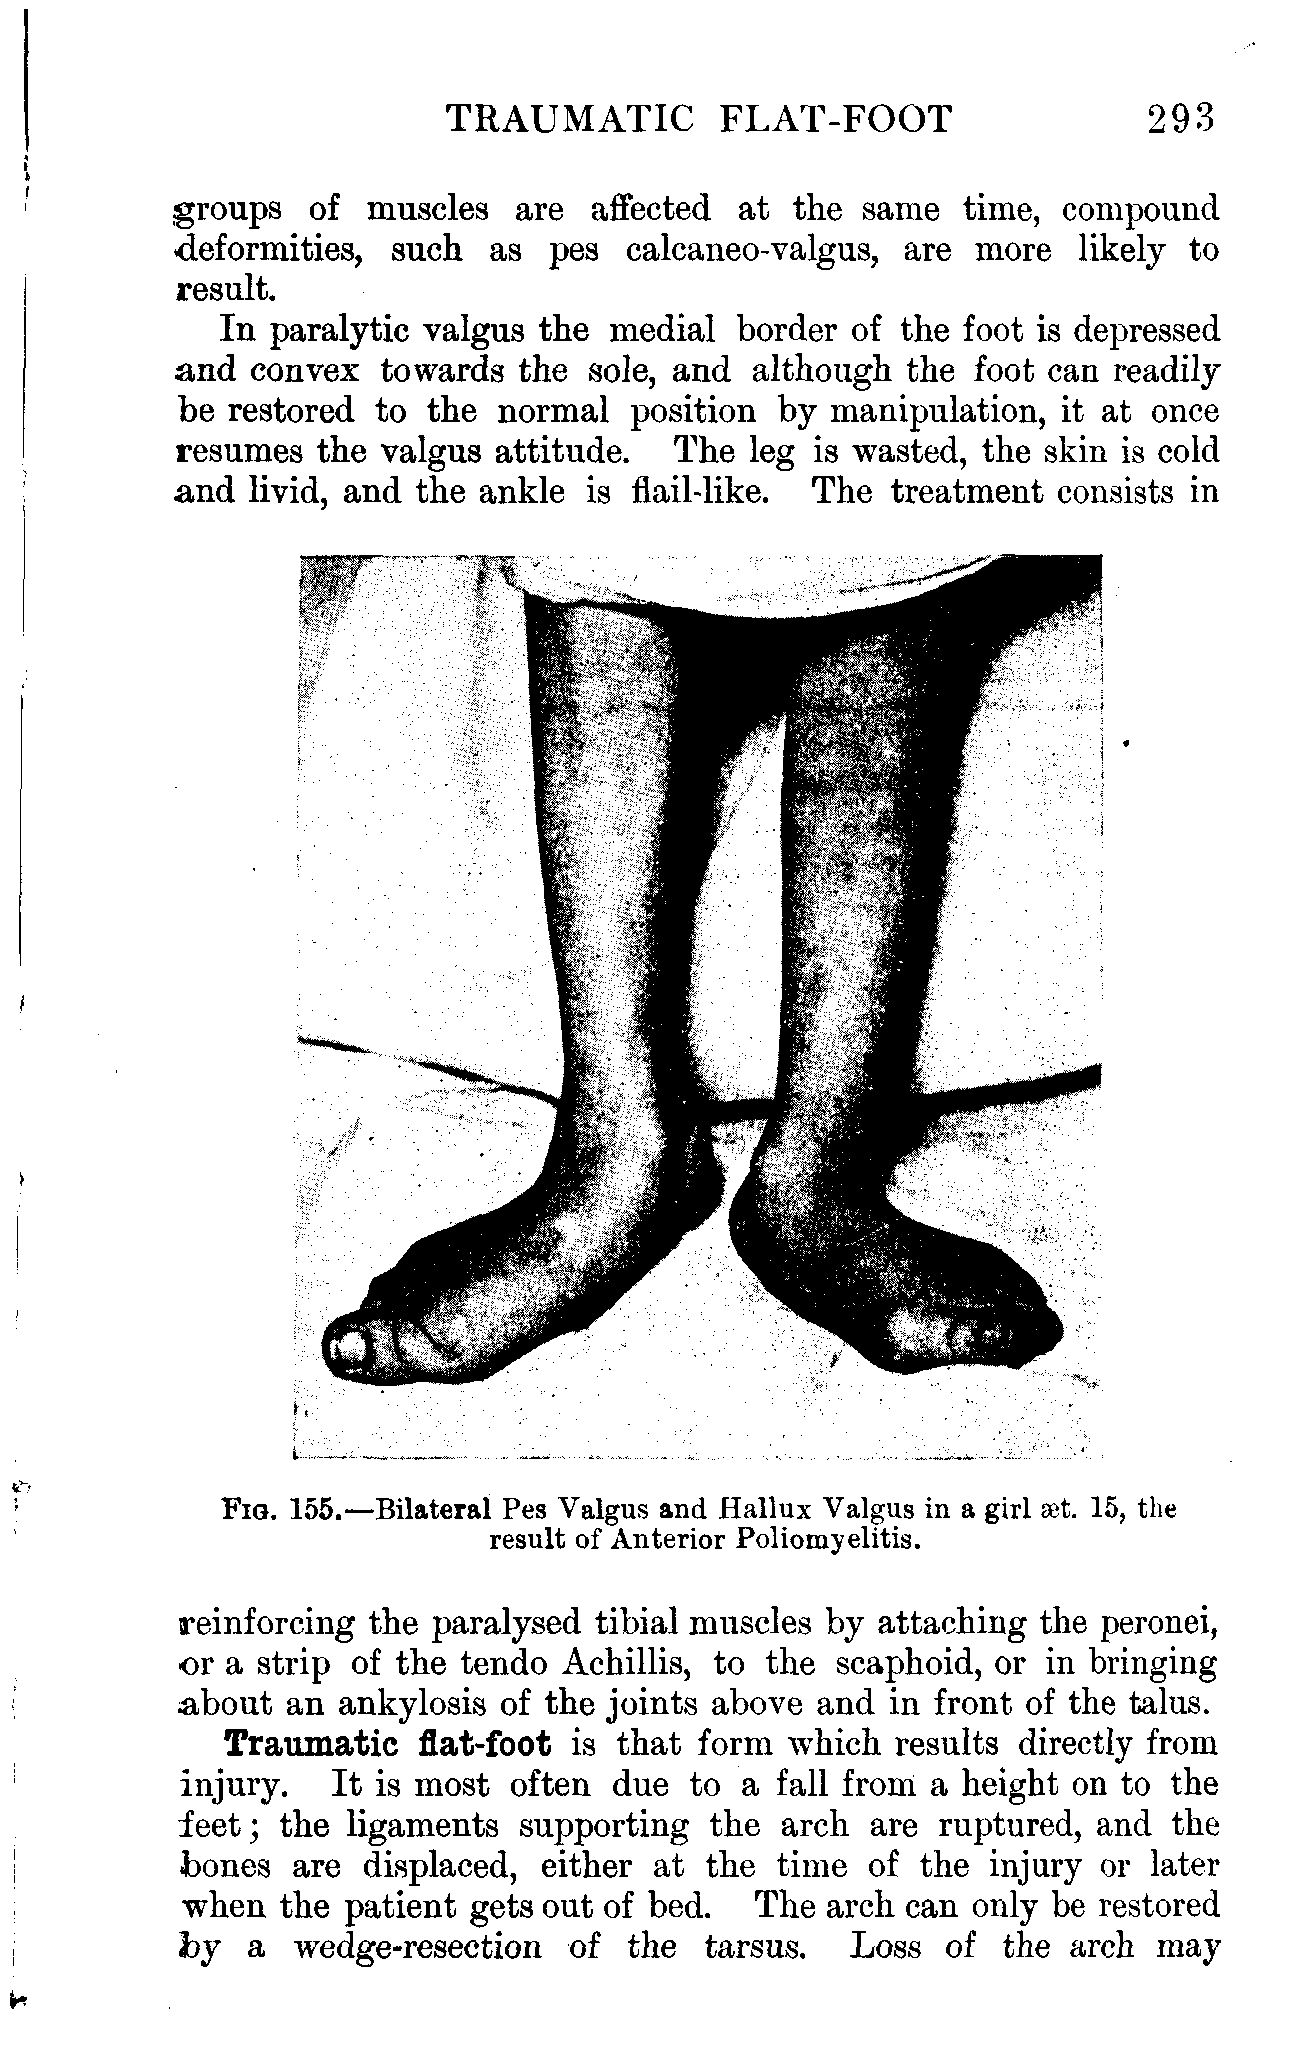 TRAUMATIC FLAT-FOOT 293
groups of muscles are affected at the same time, compound
deformities, such as pes calcaneo-valgus, are more likely to
result.
In paralytic valgus the medial border of the foot is depressed
and convex towards the sole, and although the foot can readily
be restored to the normal position by manipulation, it at once
resumes the valgus attitude. The leg is wasted, the skin is cold
and livid, and the ankle is flail-like. The treatment consists in
FIG. 155.—Bilateral Pes Valgus and Hallux Valgus in a girl æt. 15, the
result of Anterior Poliomyelitis.
reinforcing the paralysed tibial muscles by attaching the peronei,
or a strip of the tendo Achillis, to the scaphoid, or in bringing
about an ankylosis of the joints above and in front of the talus.
Traumatic flat-foot is that form which results directly from
injury. It is most often due to a fall from a height on to the
feet; the ligaments supporting the arch are ruptured, and the
bones are displaced, either at the time of the injury or later
when the patient gets out of bed. The arch can only be restored
by a wedge-resection of the tarsus. Loss of the arch may